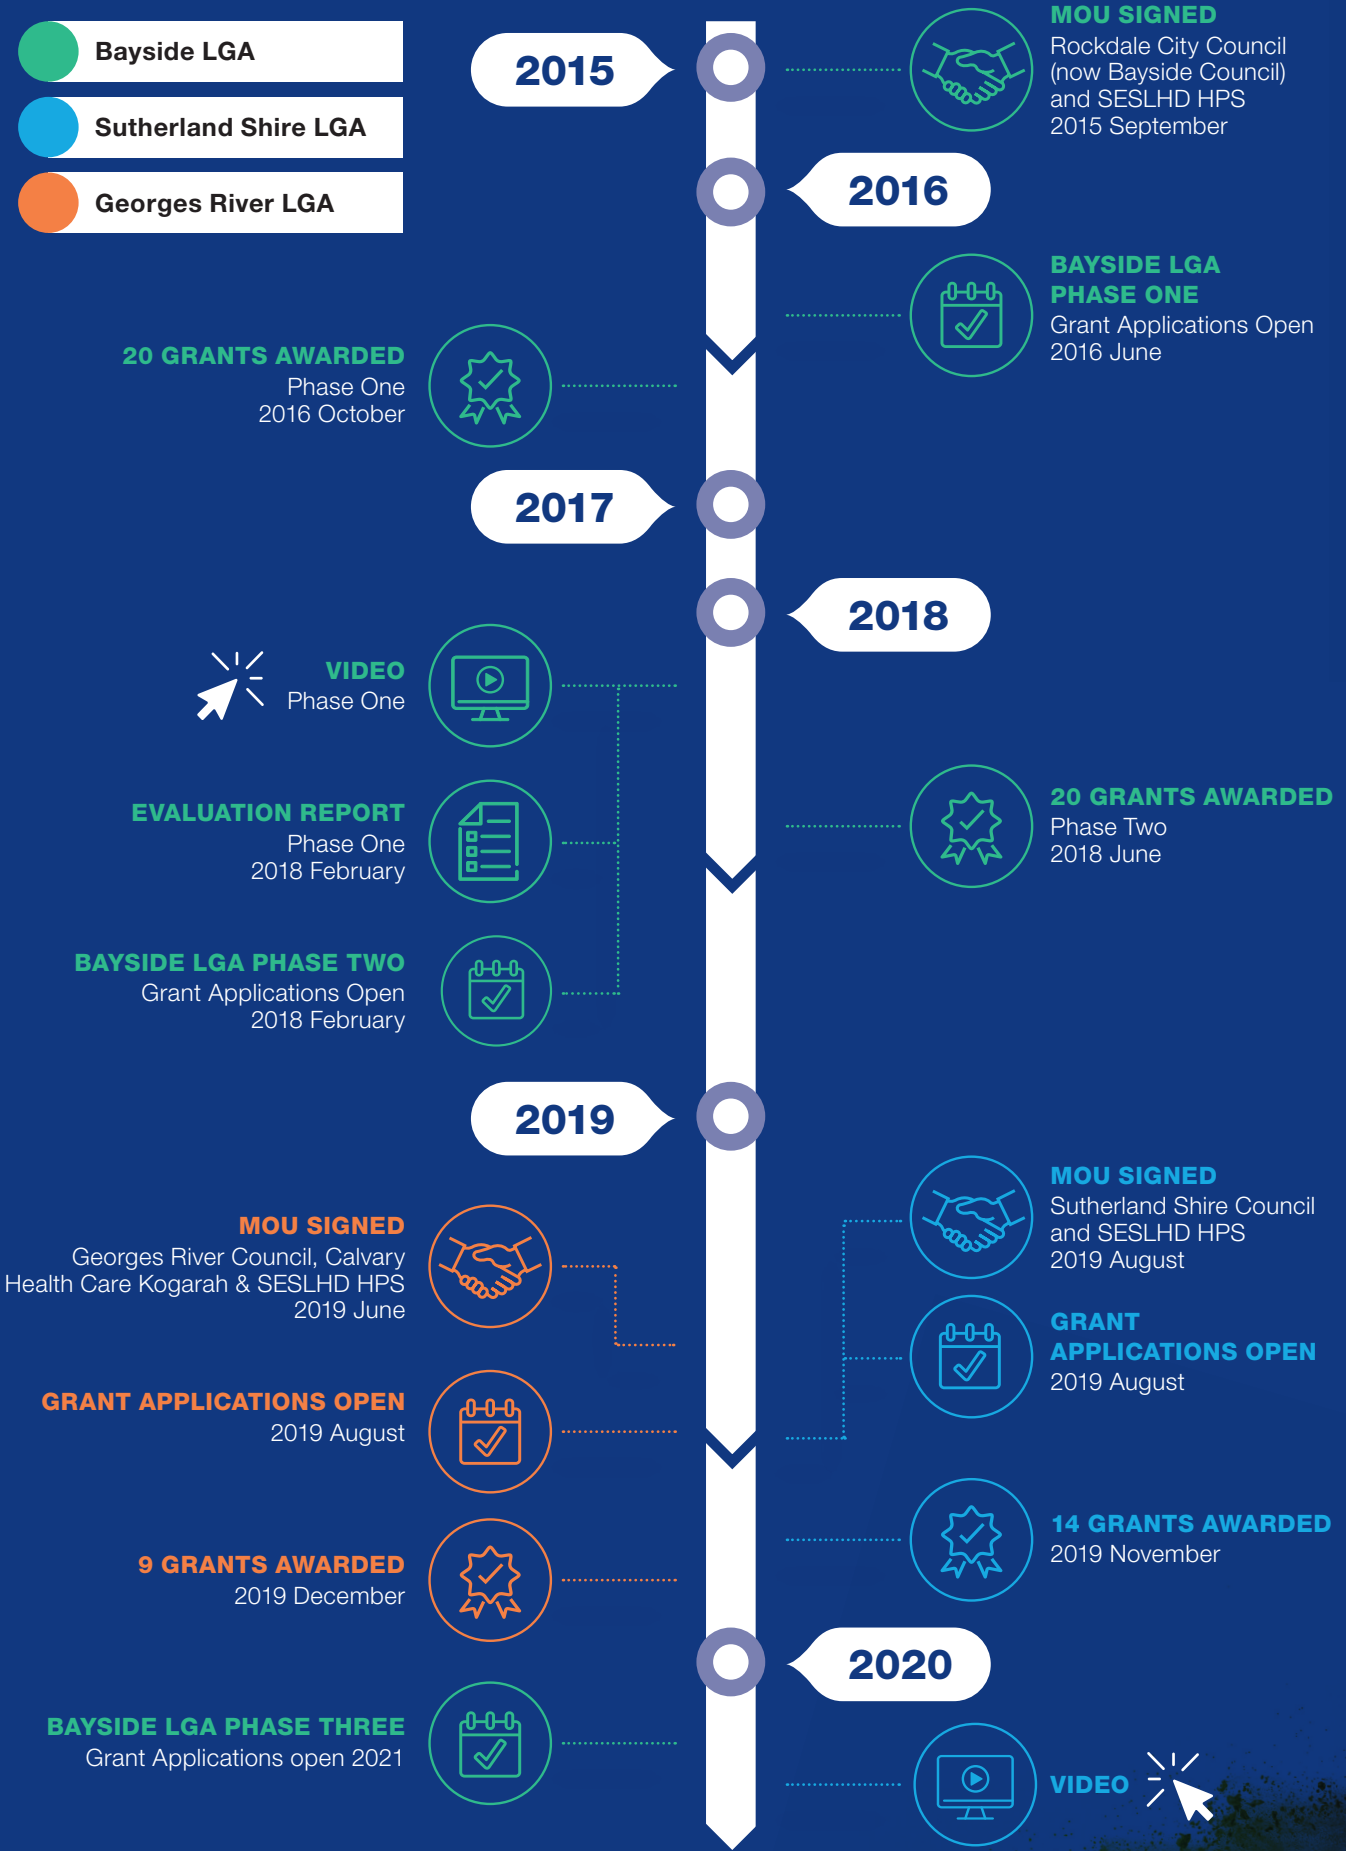 Bayside LGA
Sutherland Shire LGA
Georges River LGA
2015
MOU SIGNED
Rockdale City Council
(now Bayside Council)
and SESLHD HPS
2015 September
2016
BAYSIDE LGA
PHASE ONE
Grant Applications Open
2016 June
20 GRANTS AWARDED
Phase One
2016 October
2017
2018
VIDEO
Phase One
EVALUATION REPORT
Phase One
2018 February
BAYSIDE LGA PHASE TWO
Grant Applications Open
2018 February
20 GRANTS AWARDED
Phase Two
2018 June
2019
MOU SIGNED
Georges River Council, Calvary
Health Care Kogarah & SESLHD HPS
2019 June
MOU SIGNED
Sutherland Shire Council
and SESLHD HPS
2019 August
GRANT
APPLICATIONS OPEN
2019 August
GRANT APPLICATIONS OPEN
2019 August
14 GRANTS AWARDED
2019 November
9 GRANTS AWARDED
2019 December
2020
BAYSIDE LGA PHASE THREE
Grant Applications open 2021
VIDEO